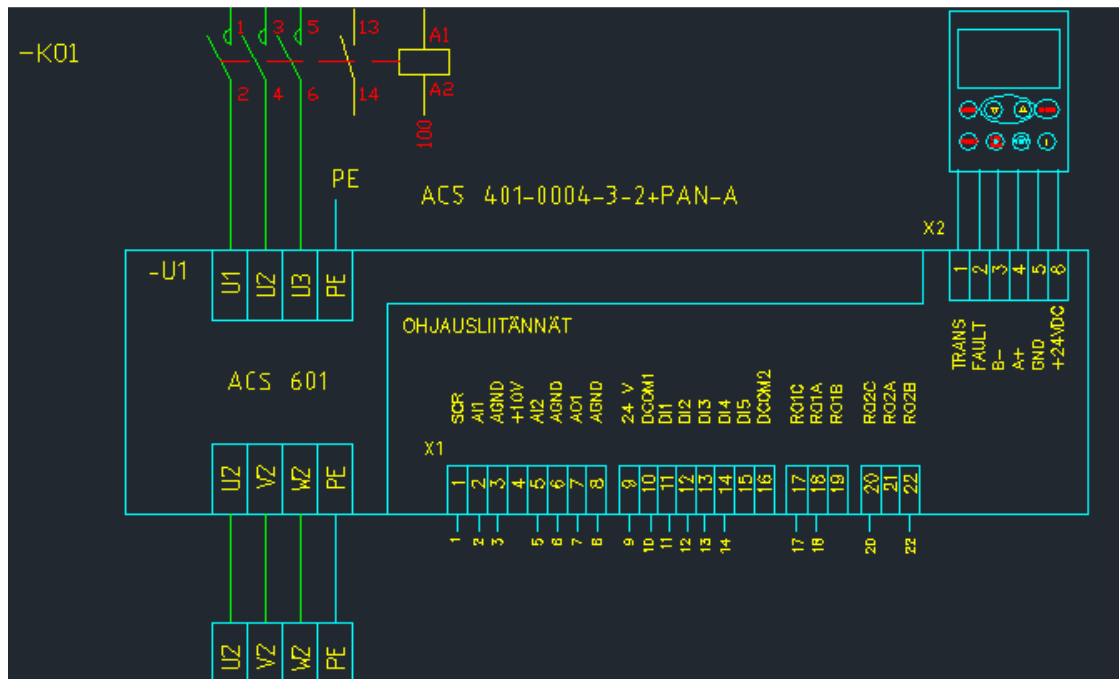 1 3 5 13 A1
-K01
2 4 6 14 A2
100
PE
ACS 401-0004-3-2+PAN-A
X2
-U1
U1 U2 U3 PE
1 2 3 4 5 6
OHJAUSLIITÄNNÄT
TRANS
FAULT
B-
A+
GND
+24VDC
ACS 601
SCR
AI1
AGND
+10V
AI2
AGND
AO1
AGND
24 V
DCOM1
DI1
DI2
DI3
DI4
DI5
DCOM2
RO1C
RO1A
RO1B
RO2C
RO2A
RO2B
X1
U2 V2 W2 PE
1 2 3 4 5 6 7 8 9 10 11 12 13 14 15 16 17 18 19 20 21 22
1 2 3 5 6 7 8 9 10 11 12 13 14 17 18 20 22
U2 V2 W2 PE